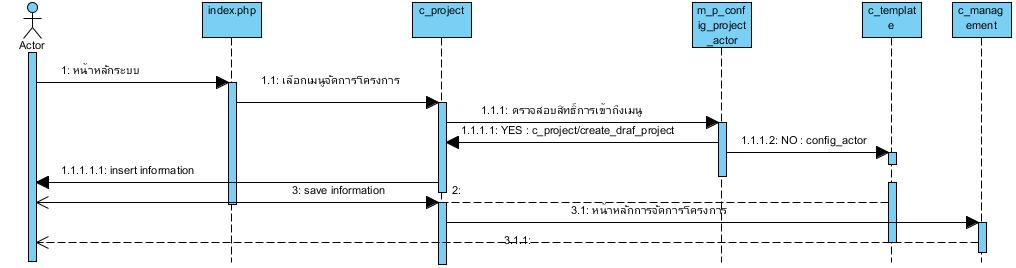 index.php
c_project
m_p_conf
ig_project
_actor
c_templat
e
c_manag
ement
Actor
1: หน้าหลักระบบ
1.1: เลือกเมนูจัดการโครงการ
1.1.1: ตรวจสอบสิทธิ์การเข้าถึงเมนู
1.1.1.1: YES : c_project/create_draf_project
1.1.1.2: NO : config_actor
1.1.1.1.1: insert information
3: save information
2:
3.1: หน้าหลักการจัดการโครงการ
3.1.1: